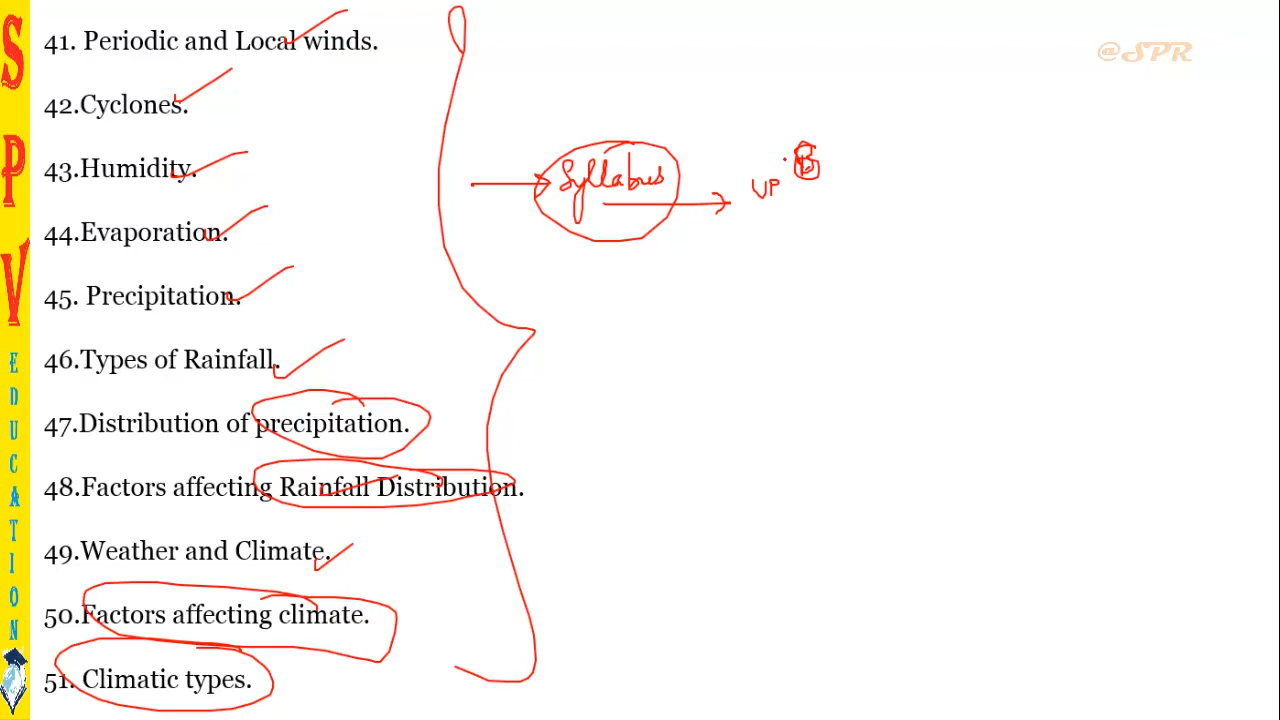 S P V EDUCATION
@SPR
41. Periodic and Local winds.
42.Cyclones.
43.Humidity.
44.Evaporation.
45. Precipitation.
46.Types of Rainfall.
47.Distribution of precipitation.
48.Factors affecting Rainfall Distribution.
49.Weather and Climate.
50.Factors affecting climate.
51. Climatic types.
Syllabus
UP